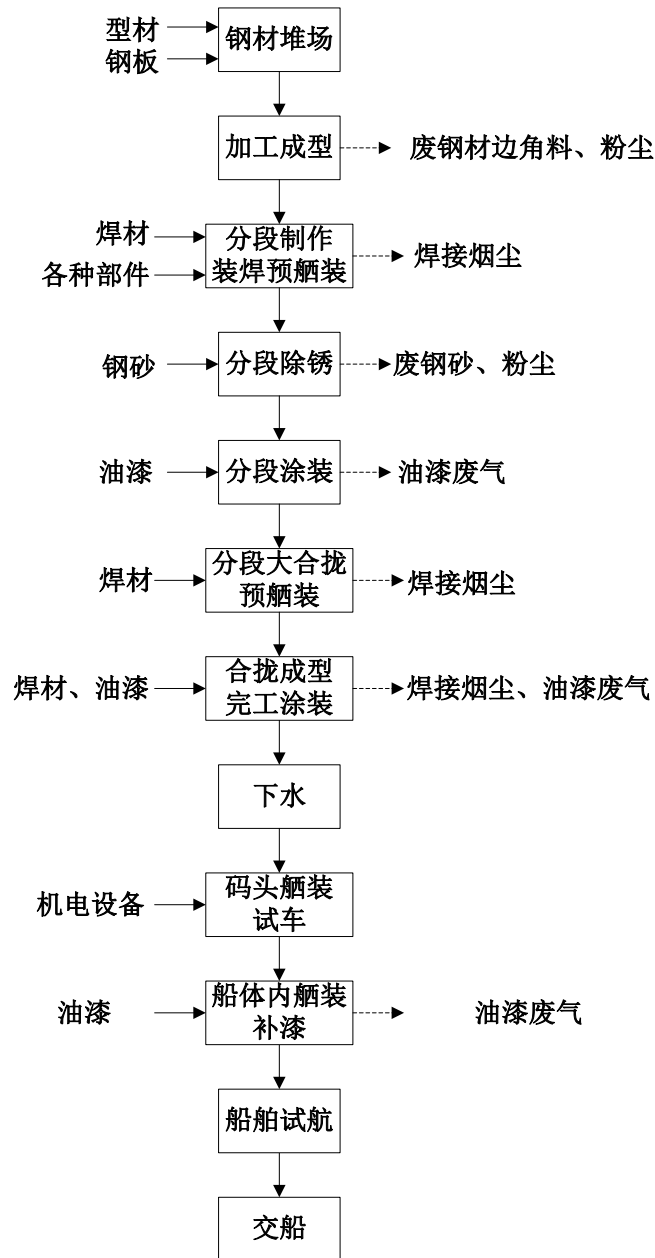 型材
钢板
钢材堆场
加工成型
废钢材边角料、粉尘
焊材
各种部件
分段制作
装焊预舾装
焊接烟尘
钢砂
分段除锈
废钢砂、粉尘
油漆
分段涂装
油漆废气
焊材
分段大合拢
预舾装
焊接烟尘
焊材、油漆
合拢成型
完工涂装
焊接烟尘、油漆废气
下水
机电设备
码头舾装
试车
油漆
船体内舾装
补漆
油漆废气
船舶试航
交船